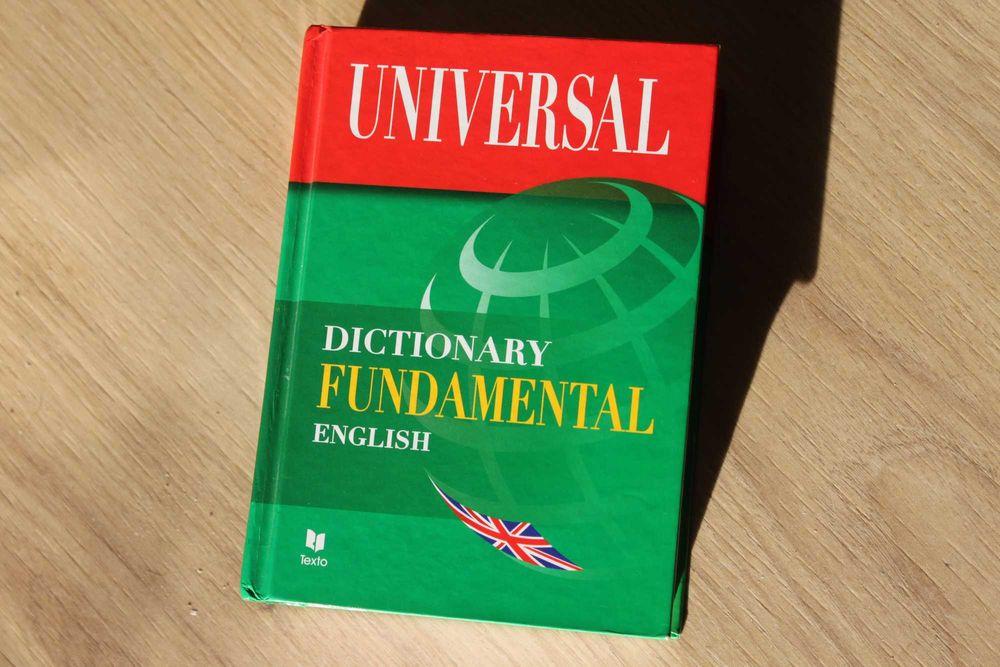 UNIVERSAL
DICTIONARY
FUNDAMENTAL
ENGLISH
Texto